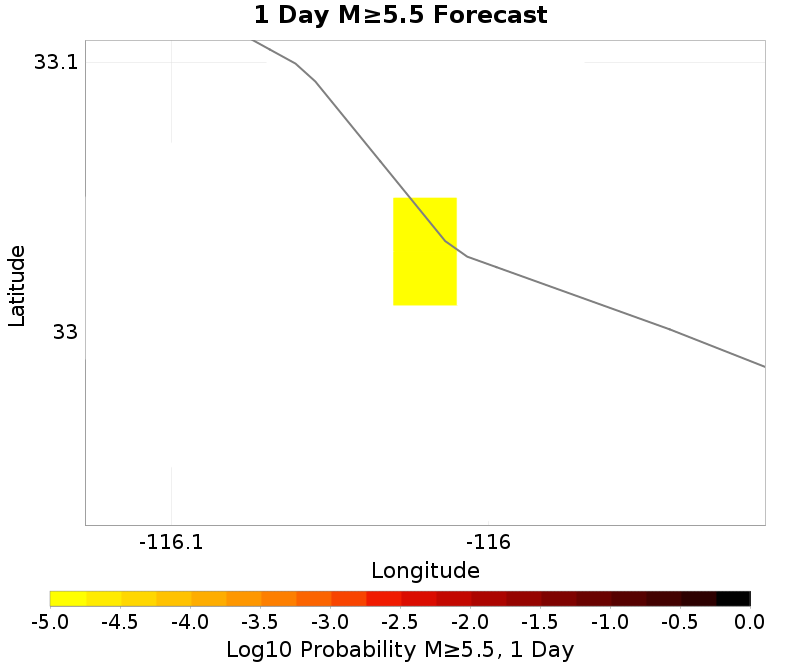 1 Day M≥5.5 Forecast
33.1
33
Latitude
-116.1 -116
Longitude
-5.0 -4.5 -4.0 -3.5 -3.0 -2.5 -2.0 -1.5 -1.0 -0.5 0.0
Log10 Probability M≥5.5, 1 Day